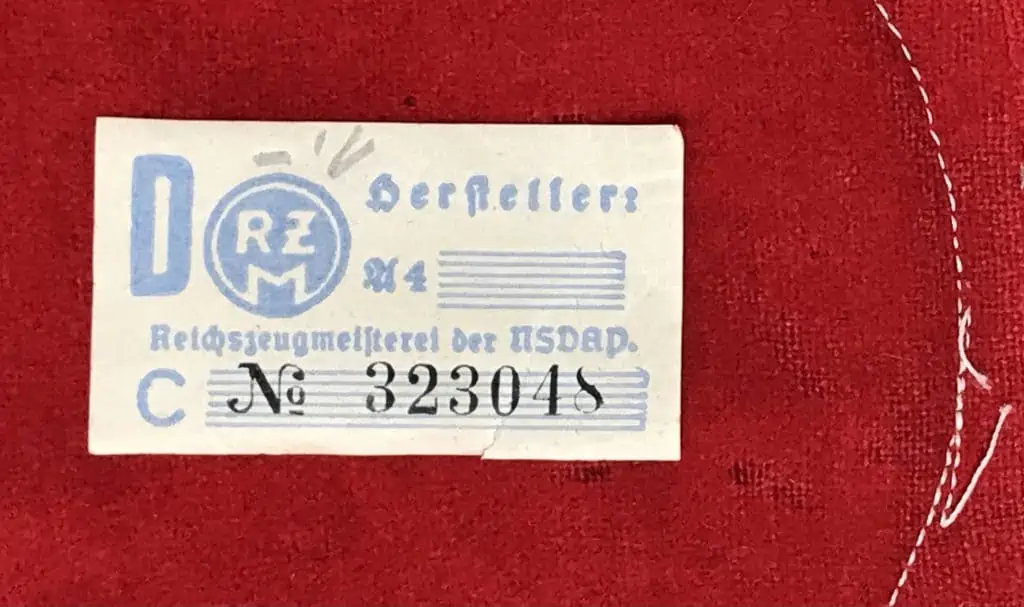 D RZM Hersteller:
A4
Reichszeugmeisterei der NSDAP.
C № 323048